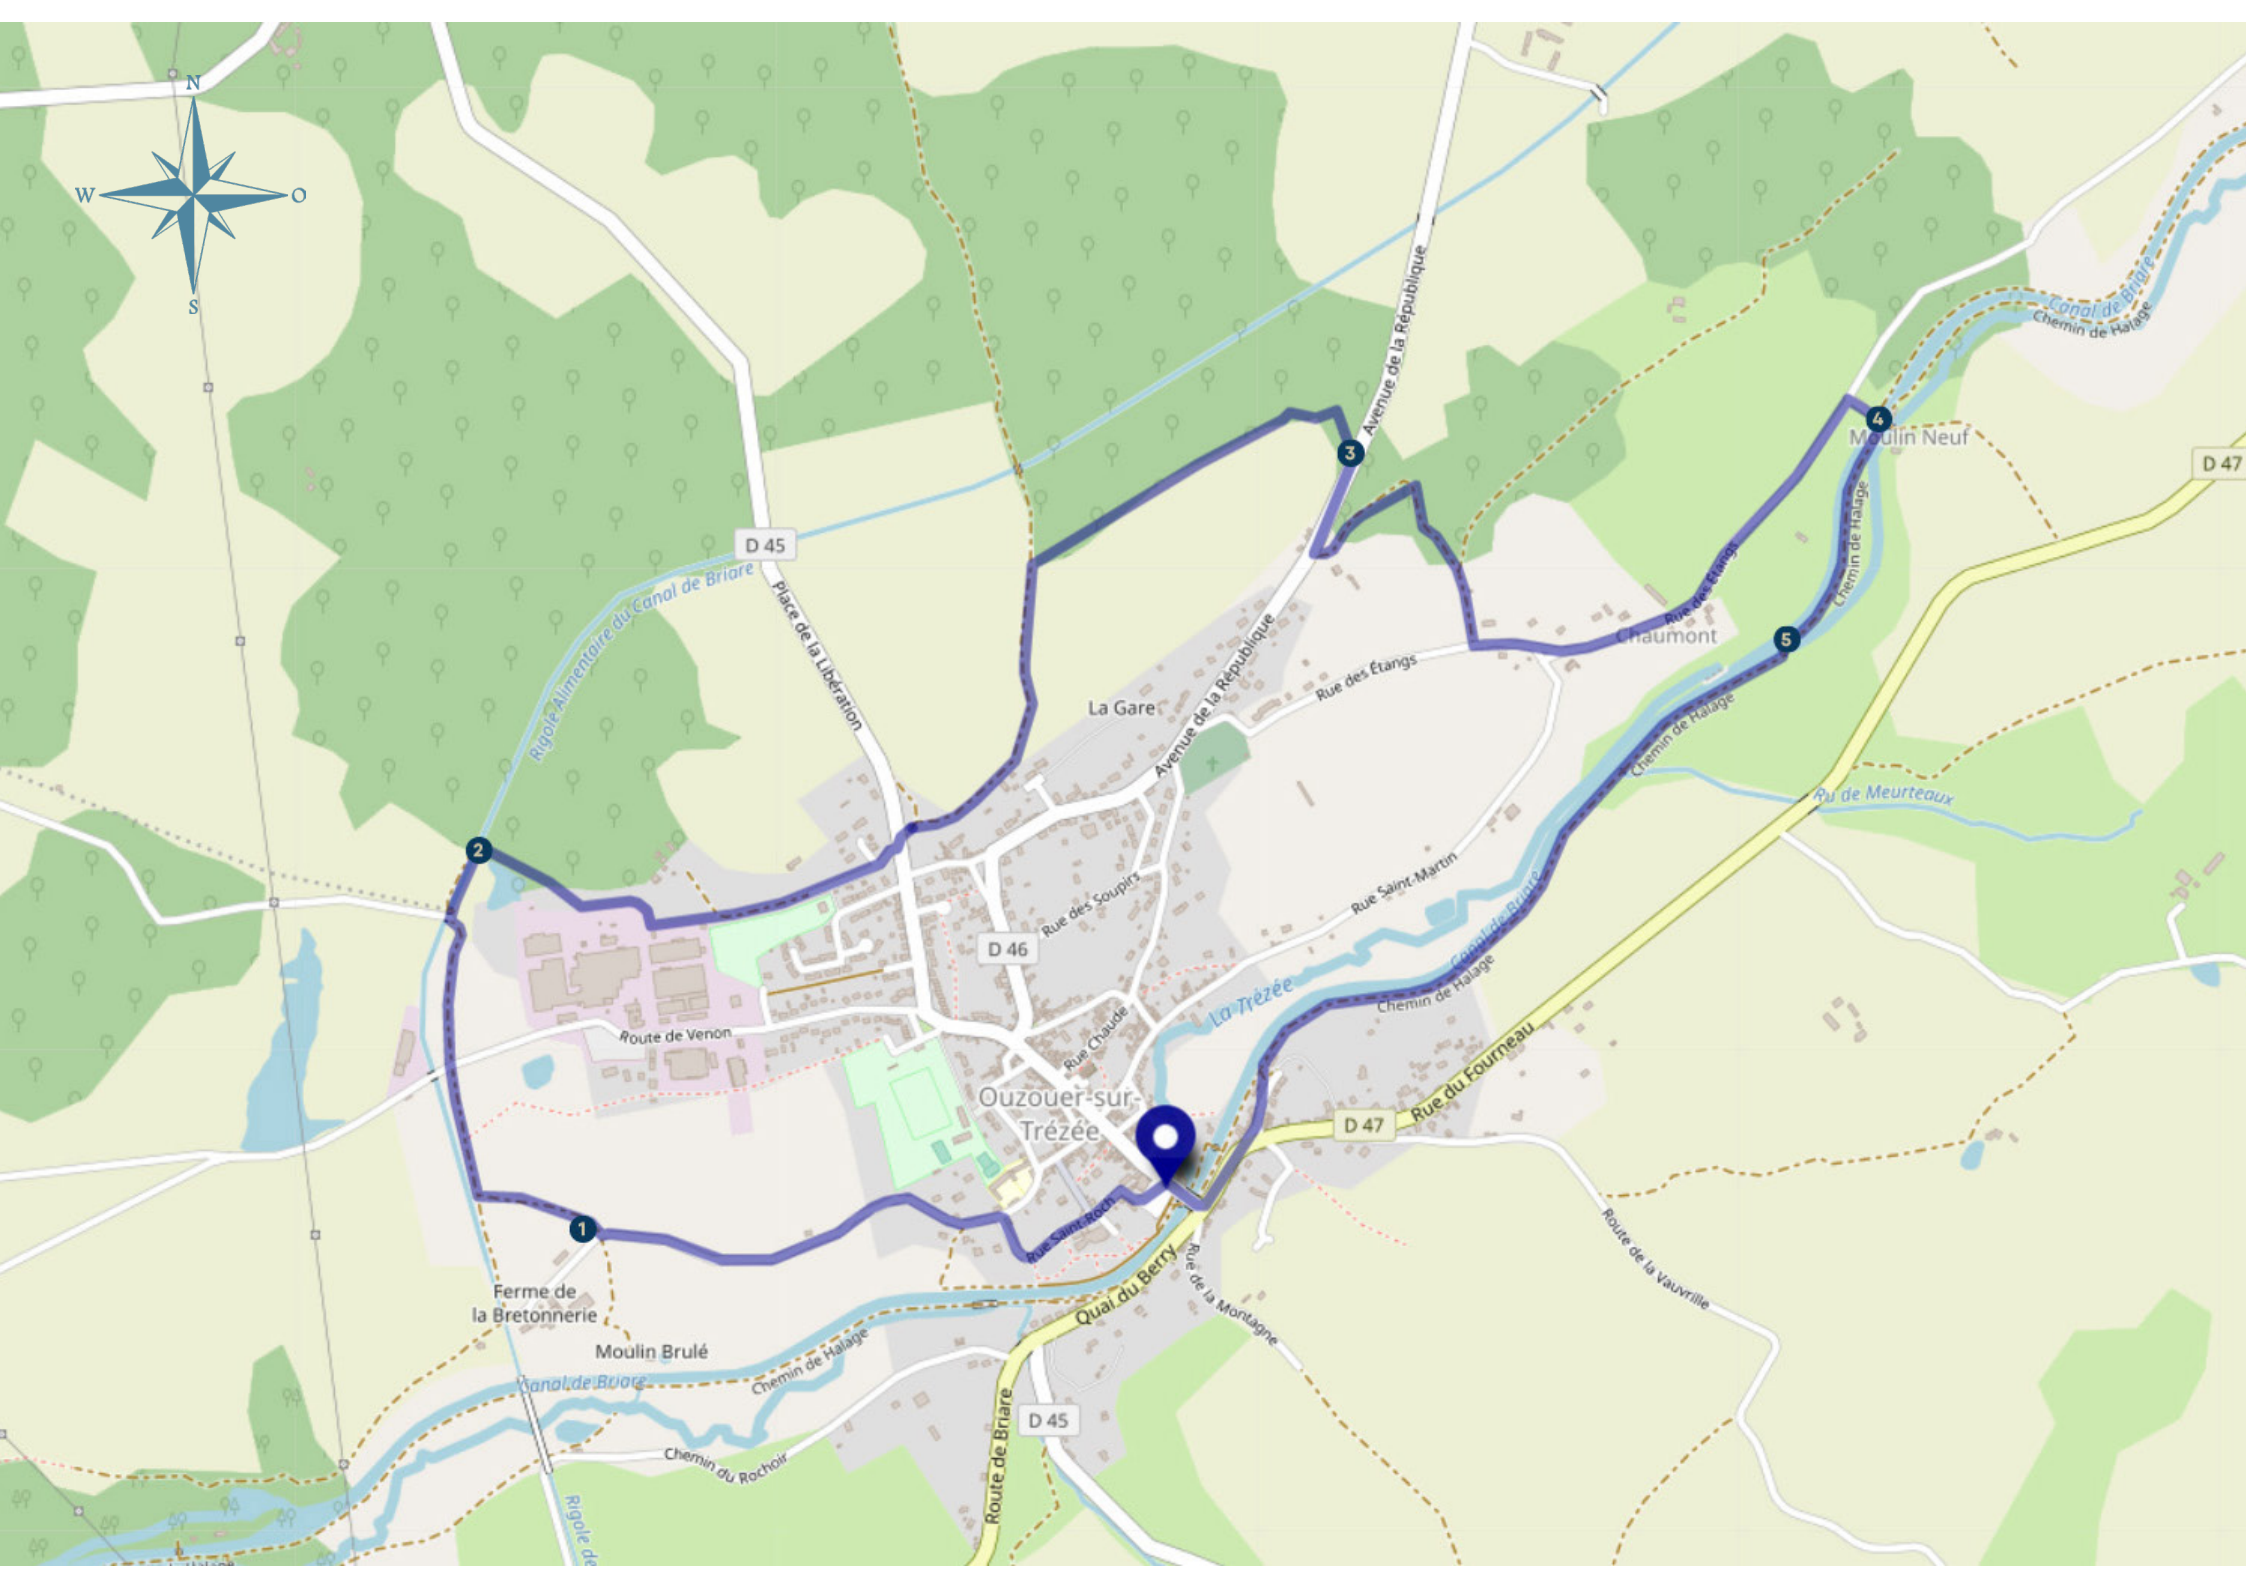 N
W
O
S
Canal de Briare
Chemin de Halage
Avenue de la République
3
4
Moulin Neuf
D 47
Chemin de Halage
D 45
Rigole Alimentaire du Canal de Briare
Place de la Libération
Rue des Étangs
Chaumont
5
Rue des Étangs
Avenue de la République
La Gare
Chemin de Halage
Ru de Meurteaux
2
Rue des Soupirs
Rue Saint-Martin
D 46
Canal de Briare
Chemin de Halage
La Trézée
Route de Venon
Rue Chaude
Ouzouer-sur-
Trézée
D 47
Rue du Fourneau
1
Rue Saint-Roch
Route de la Vauvrille
Quai du Berry
Rue de la Montagne
Ferme de
la Bretonnerie
Moulin Brulé
Canal de Briare
Chemin de Halage
D 45
Route de Briare
Chemin du Rochoir
Rigole de